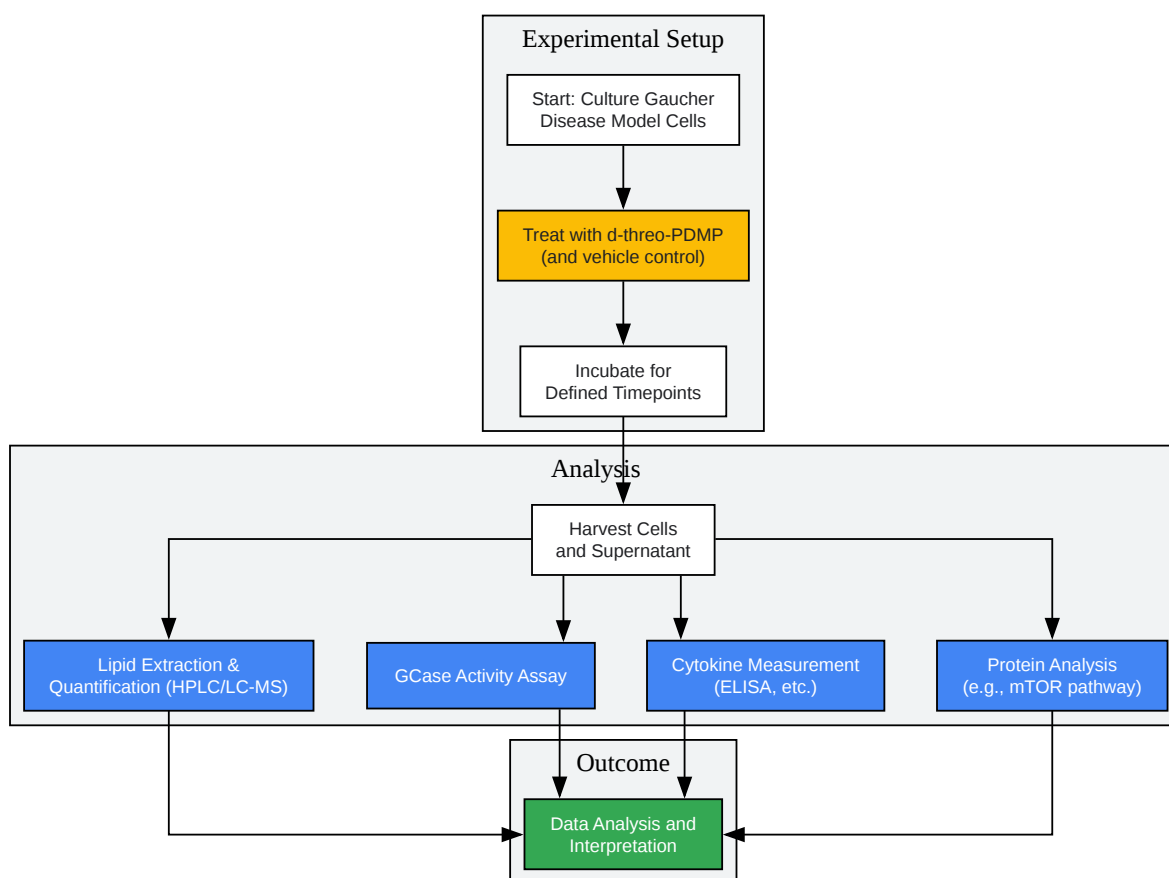 Experimental Setup
Start: Culture Gaucher
Disease Model Cells
Treat with d-threo-PDMP
(and vehicle control)
Incubate for
Defined Timepoints
Analysis
Harvest Cells
and Supernatant
Lipid Extraction &
Quantification (HPLC/LC-MS)
GCase Activity Assay
Cytokine Measurement
(ELISA, etc.)
Protein Analysis
(e.g., mTOR pathway)
Outcome
Data Analysis and
Interpretation